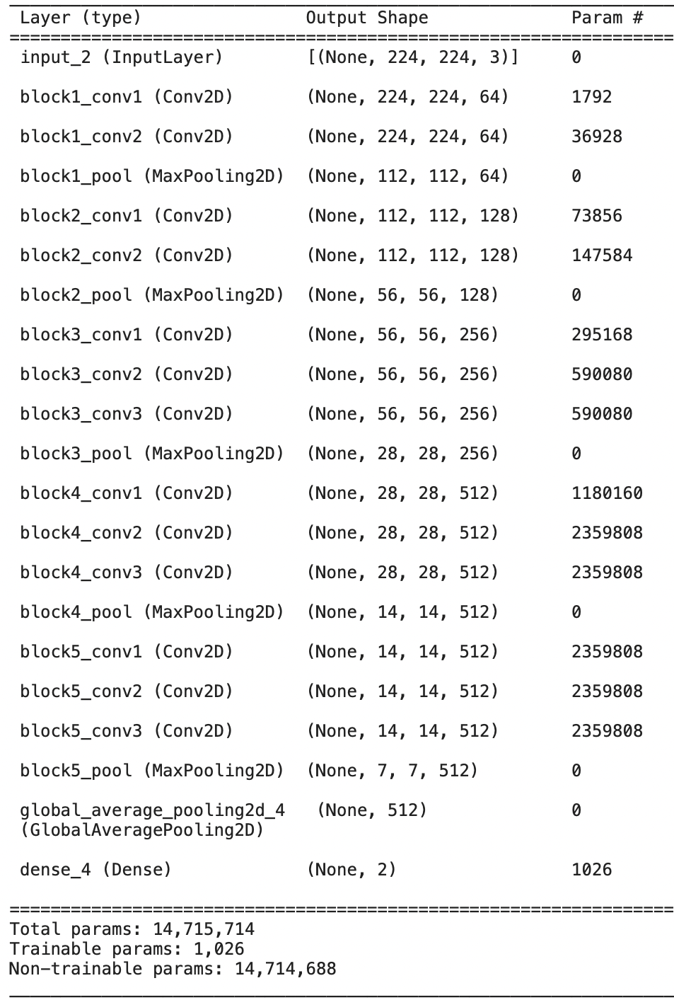 Layer (type) Output Shape Param #
input_2 (InputLayer) [(None, 224, 224, 3)] 0
block1_conv1 (Conv2D) (None, 224, 224, 64) 1792
block1_conv2 (Conv2D) (None, 224, 224, 64) 36928
block1_pool (MaxPooling2D) (None, 112, 112, 64) 0
block2_conv1 (Conv2D) (None, 112, 112, 128) 73856
block2_conv2 (Conv2D) (None, 112, 112, 128) 147584
block2_pool (MaxPooling2D) (None, 56, 56, 128) 0
block3_conv1 (Conv2D) (None, 56, 56, 256) 295168
block3_conv2 (Conv2D) (None, 56, 56, 256) 590080
block3_conv3 (Conv2D) (None, 56, 56, 256) 590080
block3_pool (MaxPooling2D) (None, 28, 28, 256) 0
block4_conv1 (Conv2D) (None, 28, 28, 512) 1180160
block4_conv2 (Conv2D) (None, 28, 28, 512) 2359808
block4_conv3 (Conv2D) (None, 28, 28, 512) 2359808
block4_pool (MaxPooling2D) (None, 14, 14, 512) 0
block5_conv1 (Conv2D) (None, 14, 14, 512) 2359808
block5_conv2 (Conv2D) (None, 14, 14, 512) 2359808
block5_conv3 (Conv2D) (None, 14, 14, 512) 2359808
block5_pool (MaxPooling2D) (None, 7, 7, 512) 0
global_average_pooling2d_4 (None, 512) 0
(GlobalAveragePooling2D)
dense_4 (Dense) (None, 2) 1026
Total params: 14,715,714
Trainable params: 1,026
Non-trainable params: 14,714,688